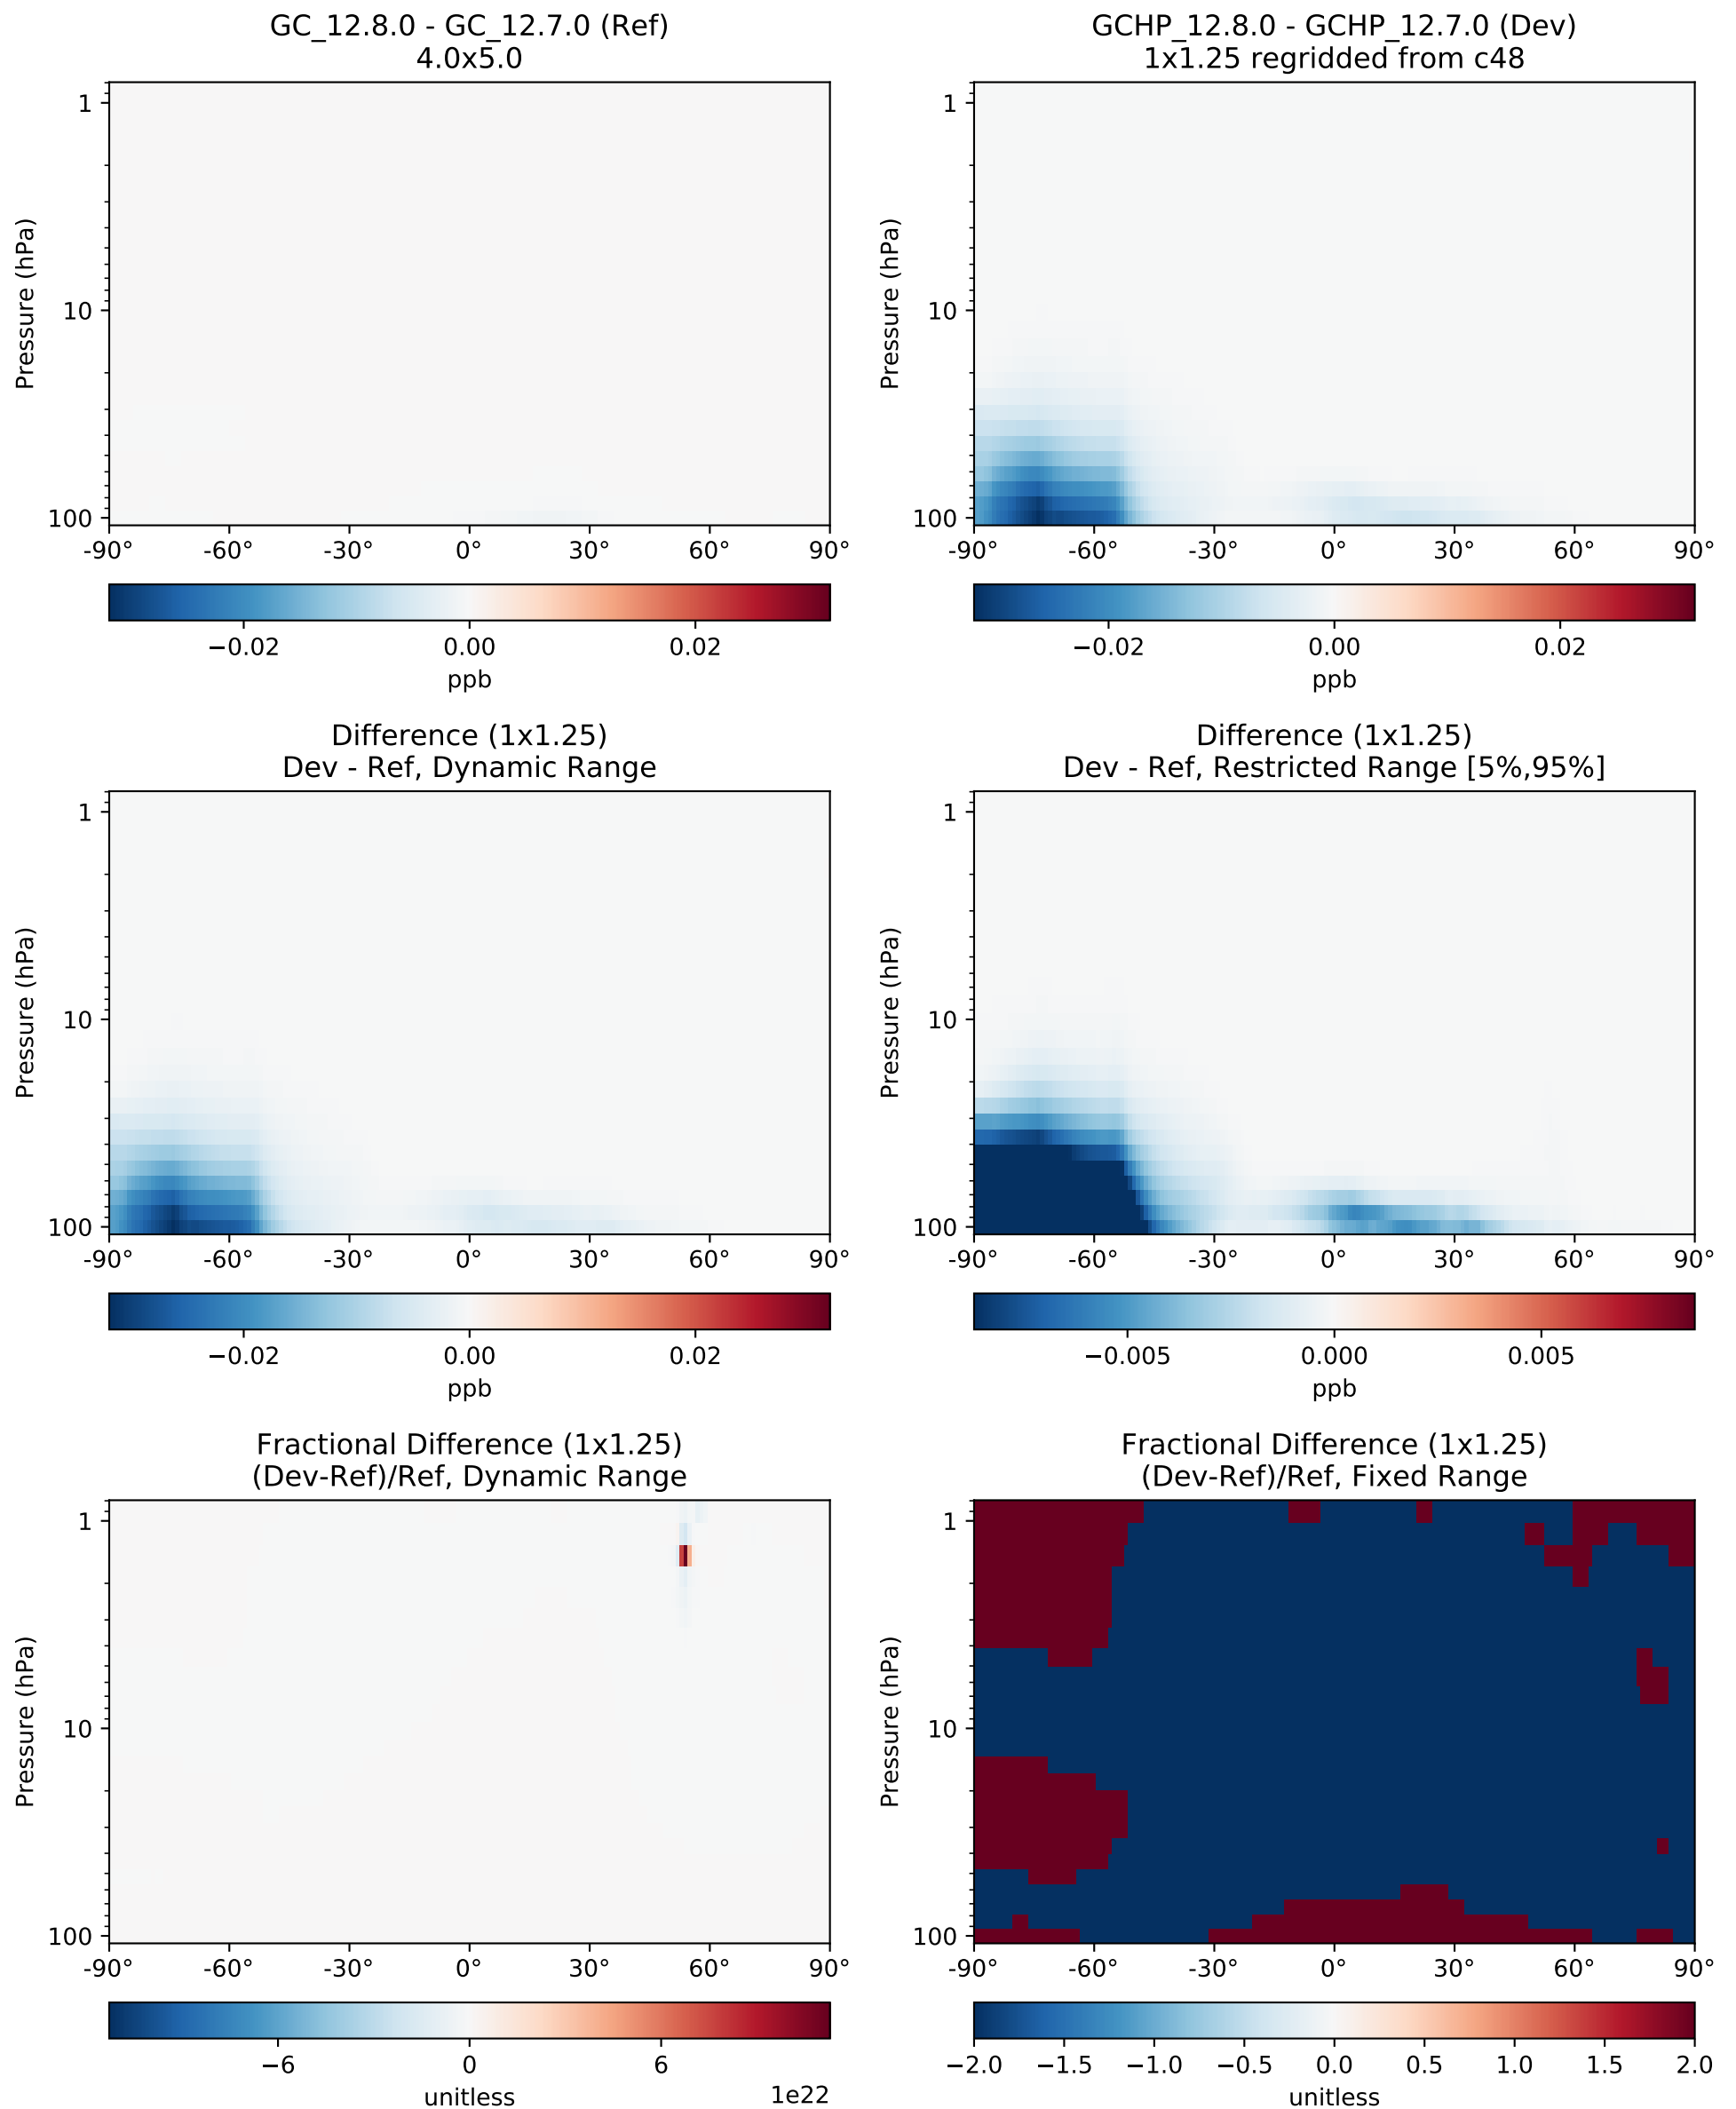 GC_12.8.0 - GC_12.7.0 (Ref)
4.0x5.0
GCHP_12.8.0 - GCHP_12.7.0 (Dev)
1x1.25 regridded from c48
Pressure (hPa)
1
10
100
-90° -60° -30° 0° 30° 60° 90°
−0.02 0.00 0.02
ppb
Pressure (hPa)
1
10
100
-90° -60° -30° 0° 30° 60° 90°
−0.02 0.00 0.02
ppb
Difference (1x1.25)
Dev - Ref, Dynamic Range
Difference (1x1.25)
Dev - Ref, Restricted Range [5%,95%]
Pressure (hPa)
1
10
100
-90° -60° -30° 0° 30° 60° 90°
−0.02 0.00 0.02
ppb
Pressure (hPa)
1
10
100
-90° -60° -30° 0° 30° 60° 90°
−0.005 0.000 0.005
ppb
Fractional Difference (1x1.25)
(Dev-Ref)/Ref, Dynamic Range
Fractional Difference (1x1.25)
(Dev-Ref)/Ref, Fixed Range
Pressure (hPa)
1
10
100
-90° -60° -30° 0° 30° 60° 90°
−6 0 6
unitless 1e22
Pressure (hPa)
1
10
100
-90° -60° -30° 0° 30° 60° 90°
−2.0 −1.5 −1.0 −0.5 0.0 0.5 1.0 1.5 2.0
unitless